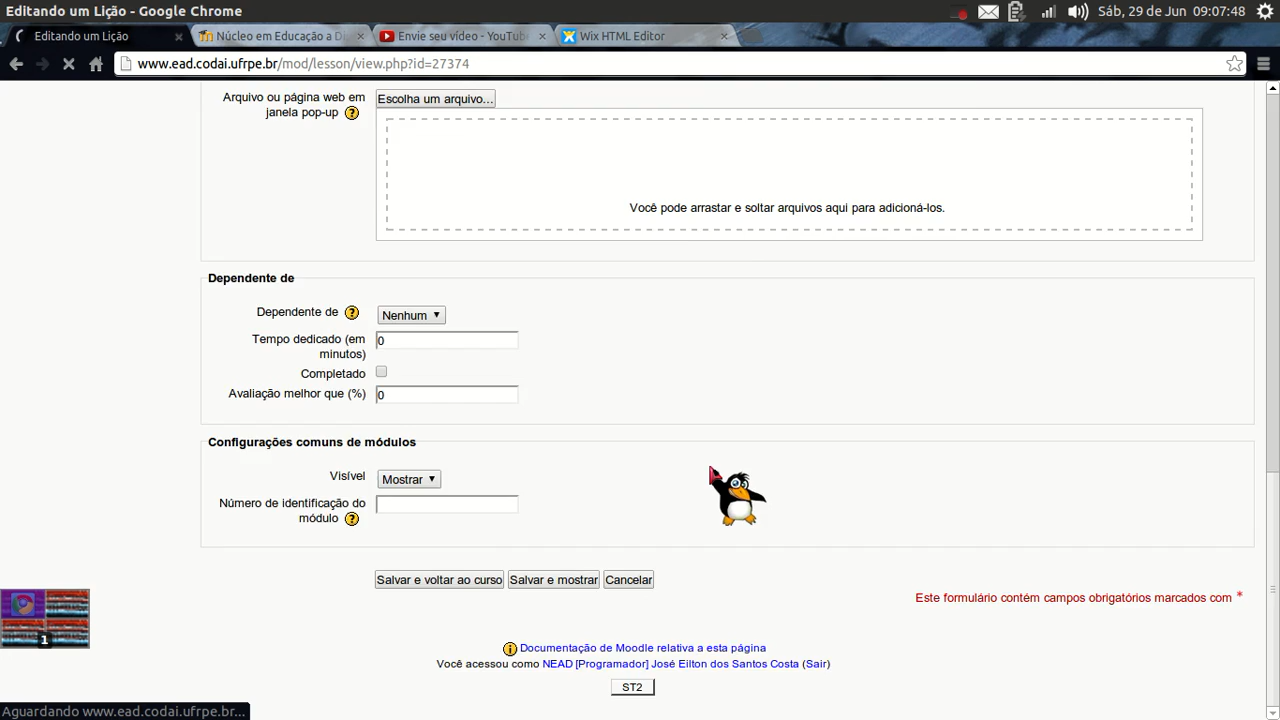 Editando um Lição - Google Chrome
Sáb, 29 de Jun 09:07:48
Editando um Lição
Núcleo em Educação a Di
Envie seu vídeo - YouTube
Wix HTML Editor
www.ead.codai.ufrpe.br/mod/lesson/view.php?id=27374
Arquivo ou página web em
janela pop-up
Escolha um arquivo...
Você pode arrastar e soltar arquivos aqui para adicioná-los.
Dependente de
Dependente de
Nenhum
Tempo dedicado (em
minutos)
0
Completado
Avaliação melhor que (%)
0
Configurações comuns de módulos
Visível
Mostrar
Número de identificação do
módulo
Salvar e voltar ao curso
Salvar e mostrar
Cancelar
Este formulário contém campos obrigatórios marcados com *
1
Documentação de Moodle relativa a esta página
Você acessou como NEAD [Programador] José Eilton dos Santos Costa (Sair)
ST2
Aguardando www.ead.codai.ufrpe.br...